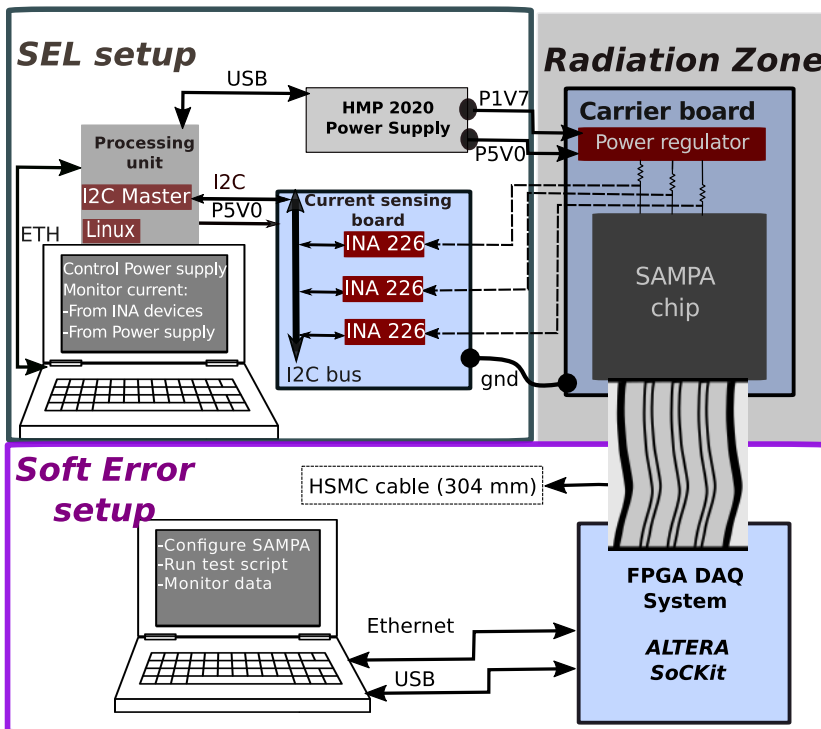 SEL setup
Radiation Zone
USB
HMP 2020
Power Supply
P1V7
P5V0
Carrier board
Power regulator
Processing
unit
I2C Master
Linux
I2C
P5V0
ETH
Current sensing
board
INA 226
INA 226
INA 226
I2C bus
gnd
SAMPA
chip
Control Power supply
Monitor current:
-From INA devices
-From Power supply
Soft Error
setup
HSMC cable (304 mm)
-Configure SAMPA
-Run test script
-Monitor data
Ethernet
USB
FPGA DAQ
System
ALTERA
SoCKit